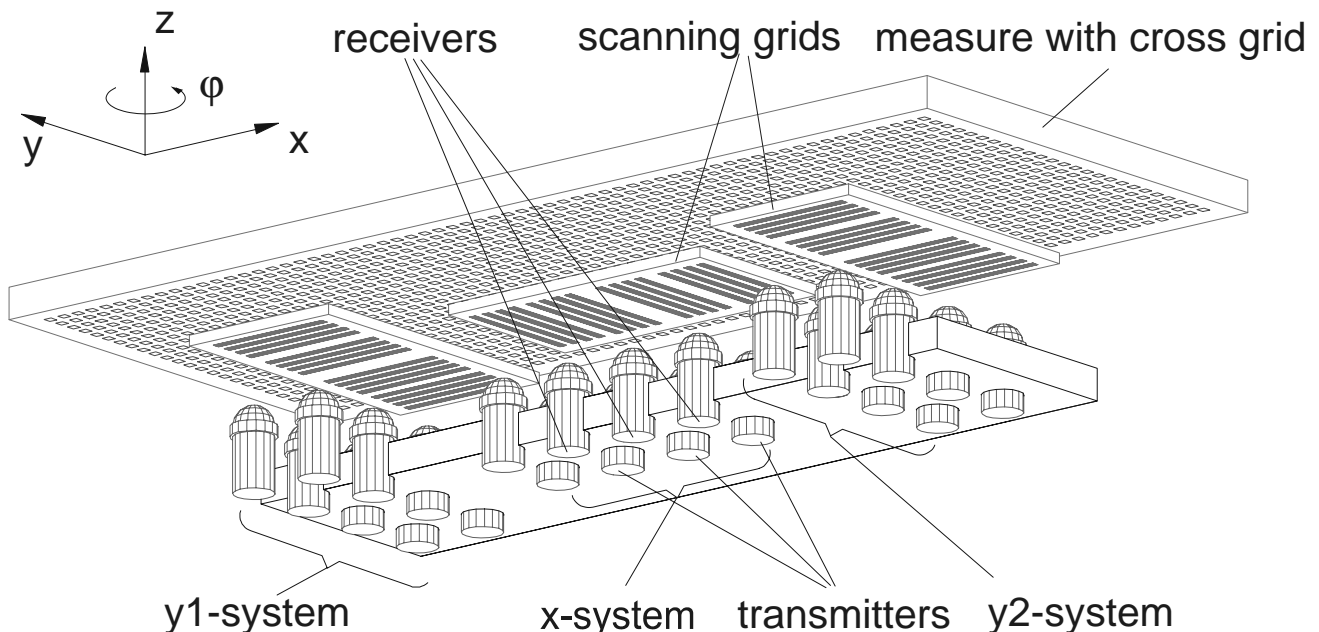 z
φ
y
x
receivers
scanning grids
measure with cross grid
y1-system
x-system
transmitters
y2-system